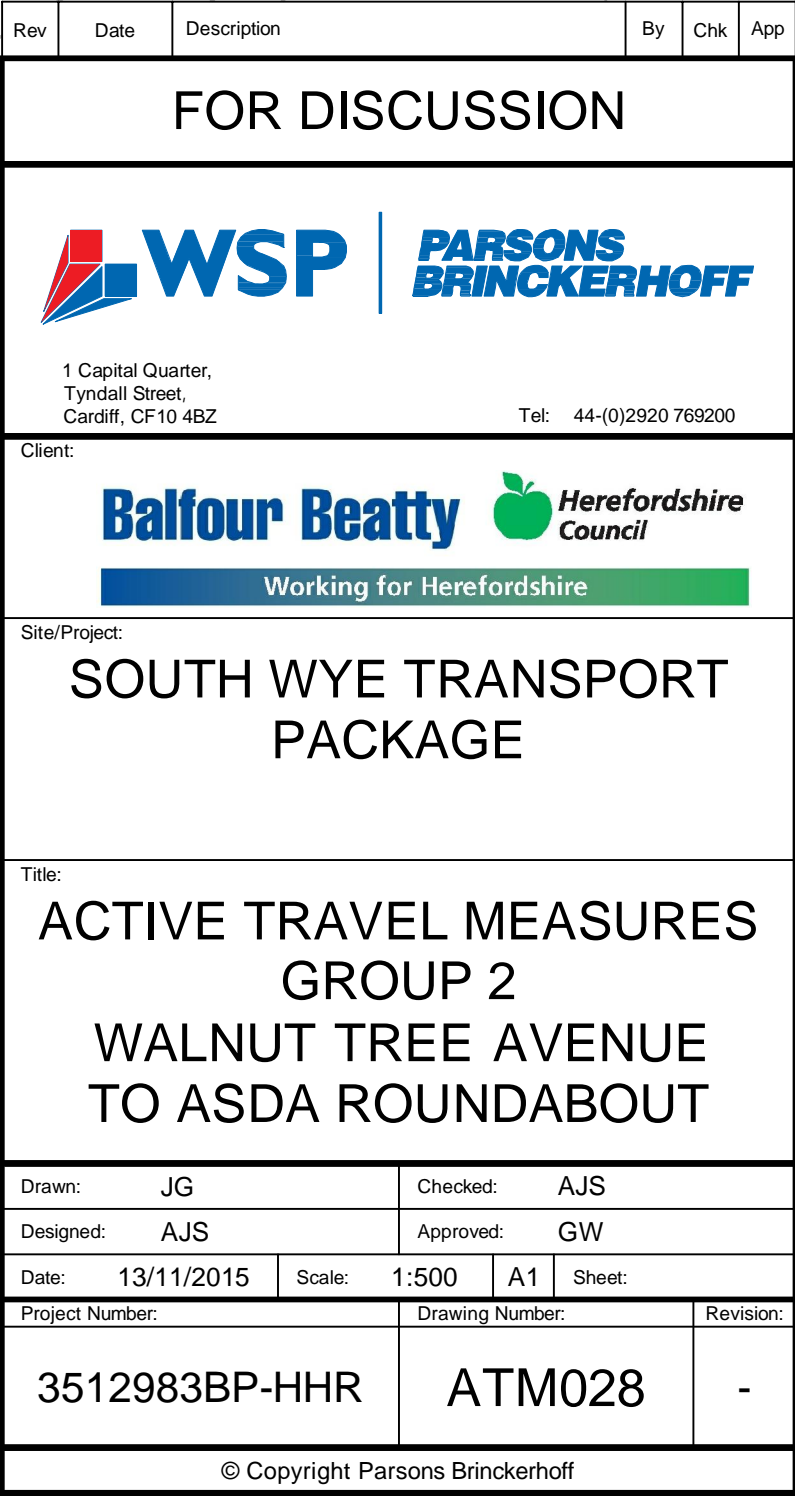 Rev Date Description By Chk App
FOR DISCUSSION
WSP PARSONS
BRINCKERHOFF
1 Capital Quarter,
Tyndall Street,
Cardiff, CF10 4BZ Tel: 44-(0)2920 769200
Client:
Balfour Beatty Herefordshire
Council
Working for Herefordshire
Site/Project:
SOUTH WYE TRANSPORT
PACKAGE
Title:
ACTIVE TRAVEL MEASURES
GROUP 2
WALNUT TREE AVENUE
TO ASDA ROUNDABOUT
Drawn: JG Checked: AJS
Designed: AJS Approved: GW
Date: 13/11/2015 Scale: 1:500 A1 Sheet:
Project Number: Drawing Number: Revision:
3512983BP-HHR ATM028 -
© Copyright Parsons Brinckerhoff